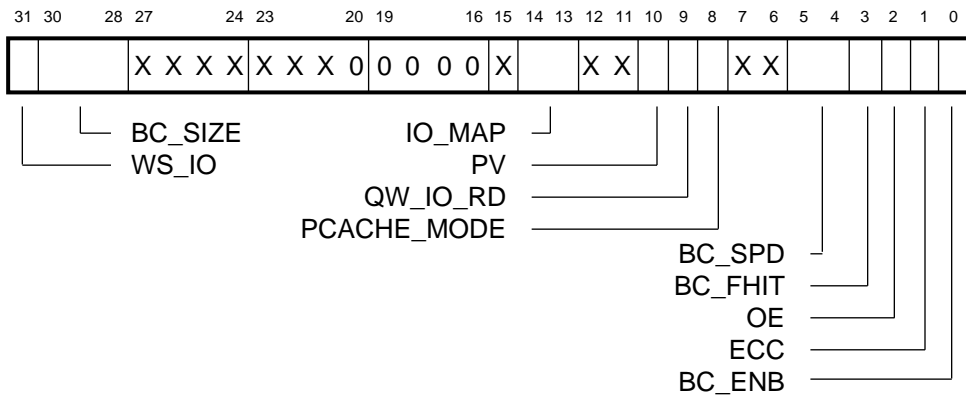 31 30 28 27 24 23 20 19 16 15 14 13 12 11 10 9 8 7 6 5 4 3 2 1 0
X X X X X X X 0 0 0 0 0 X X X X X
BC_SIZE IO_MAP
WS_IO PV
QW_IO_RD
PCACHE_MODE
BC_SPD
BC_FHIT
OE
ECC
BC_ENB